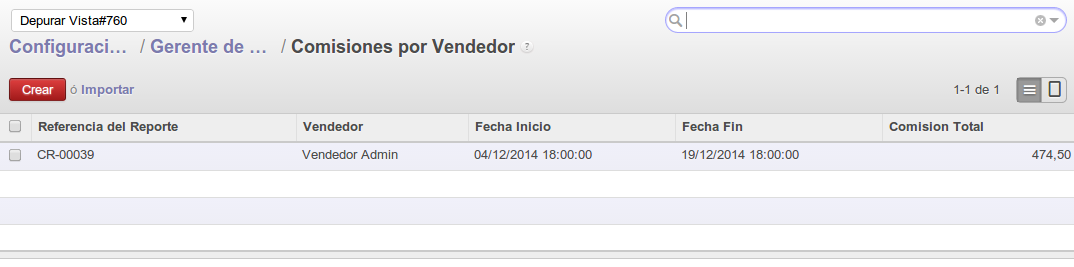 Depurar Vista#760
Configuraci... / Gerente de ... / Comisiones por Vendedor ?
Crear ó Importar 1-1 de 1
Referencia del Reporte Vendedor Fecha Inicio Fecha Fin Comision Total
CR-00039 Vendedor Admin 04/12/2014 18:00:00 19/12/2014 18:00:00 474,50